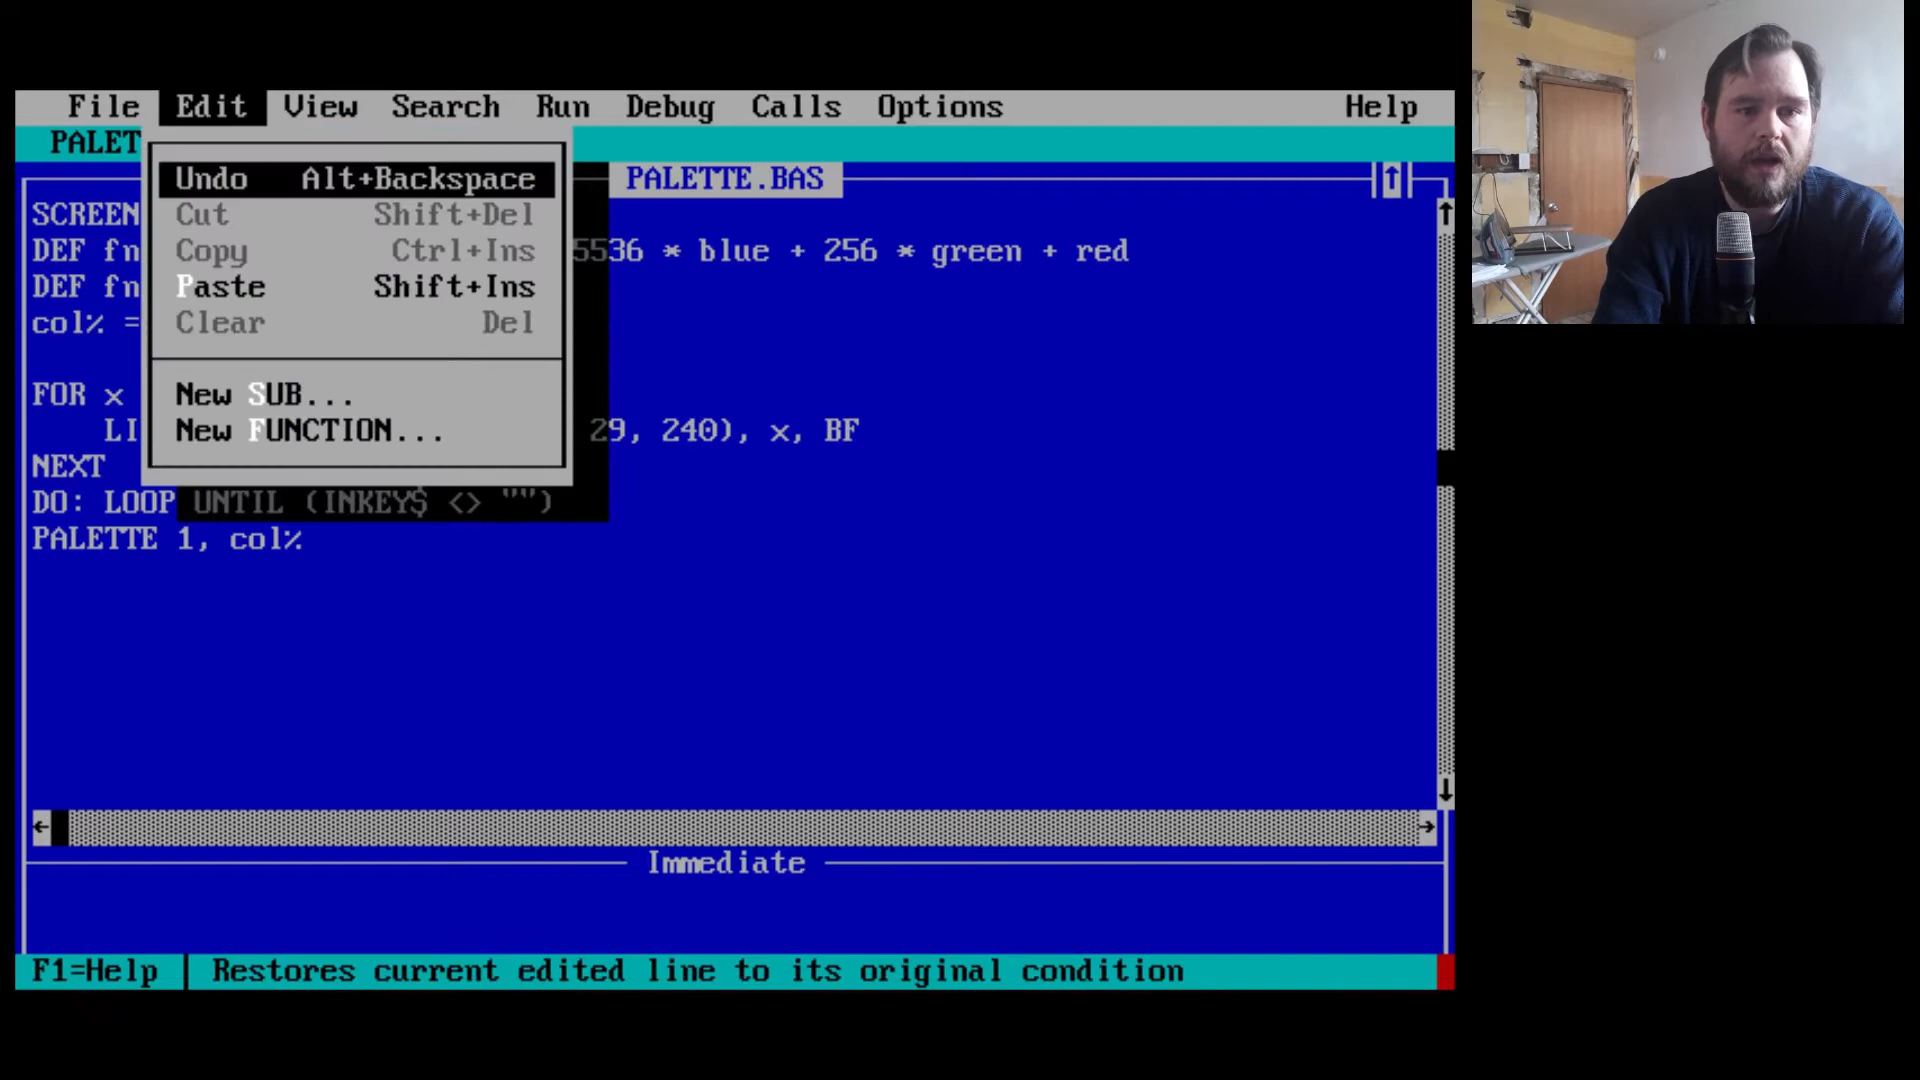 File Edit View Search Run Debug Calls Options Help
PALET
PALETTE.BAS
Undo Alt+Backspace
Cut Shift+Del
Copy Ctrl+Ins
Paste Shift+Ins
Clear Del
New SUB...
New FUNCTION...
SCREEN
DEF fn 5536 * blue + 256 * green + red
DEF fn
col% =
FOR x
LI 29, 240), x, BF
NEXT
DO: LOOP UNTIL (INKEY$ <> "")
PALETTE 1, col%
Immediate
F1=Help Restores current edited line to its original condition